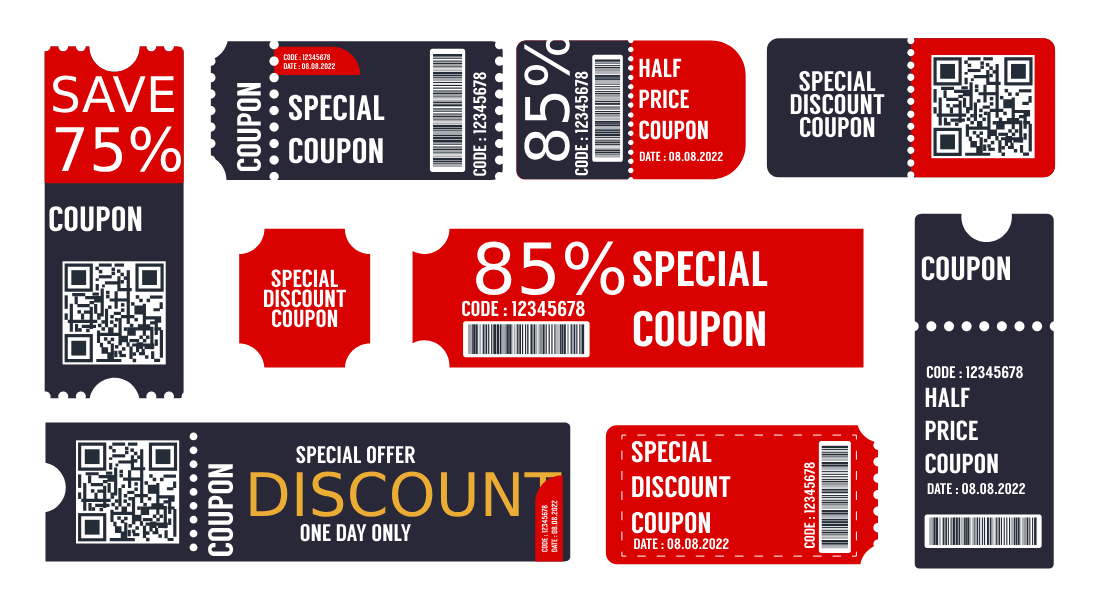 SAVE
75%
COUPON
COUPON
CODE : 12345678
DATE : 08.08.2022
SPECIAL
COUPON
CODE : 12345678
85%
CODE : 12345678
HALF
PRICE
COUPON
DATE : 08.08.2022
SPECIAL
DISCOUNT
COUPON
SPECIAL
DISCOUNT
COUPON
85%
CODE : 12345678
SPECIAL
COUPON
COUPON
CODE : 12345678
HALF
PRICE
COUPON
DATE : 08.08.2022
COUPON
SPECIAL OFFER
DISCOUNT
ONE DAY ONLY
CODE : 12345678
DATE : 08.08.2022
SPECIAL
DISCOUNT
COUPON
DATE : 08.08.2022
CODE : 12345678